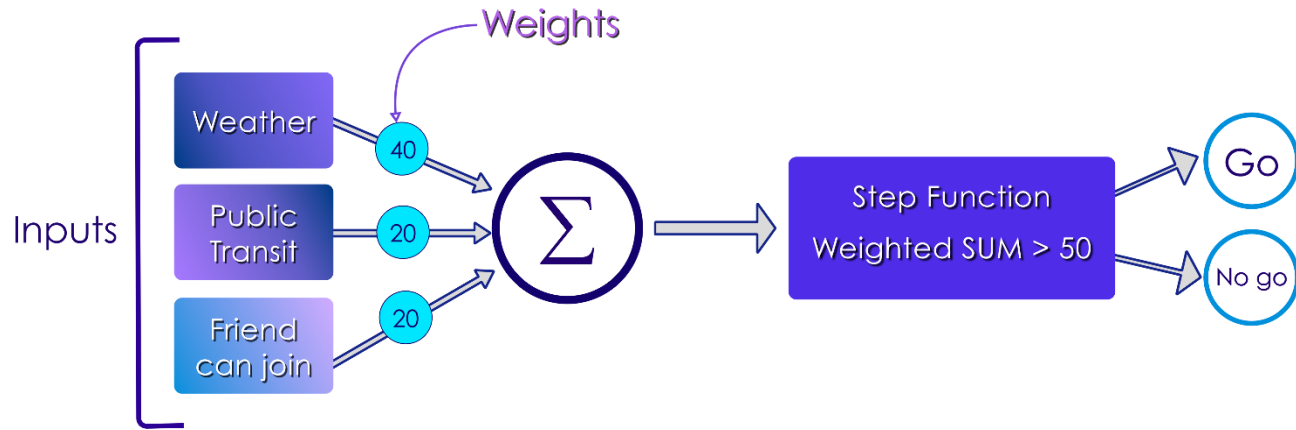 Weights
Inputs
Weather
40
Public
Transit
20
Friend
can join
20
Σ
Step Function
Weighted SUM > 50
Go
No go